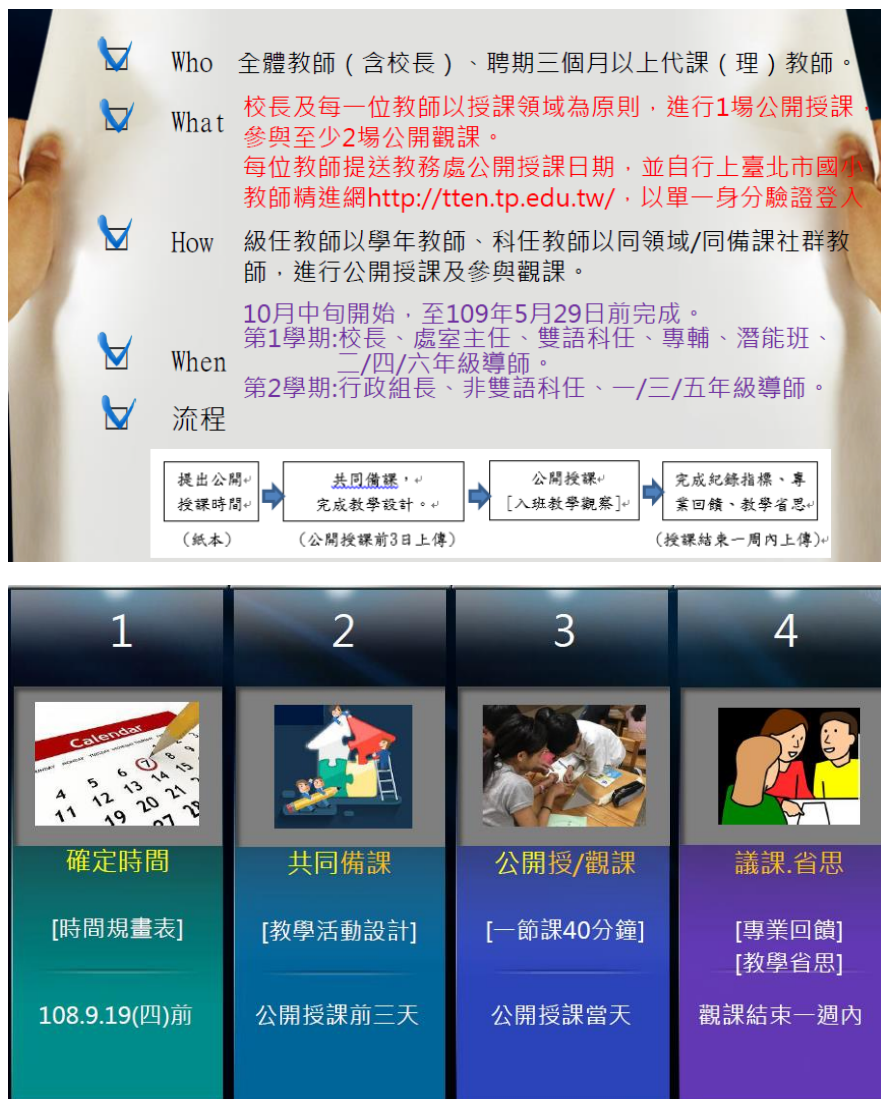 Who 全體教師(含校長)、聘期三個月以上代課(理)教師。
What 校長及每一位教師以授課領域為原則,進行1場公開授課,
參與至少2場公開觀課。
每位教師提送教務處公開授課日期,並自行上臺北市國小
教師精進網http://tten.tp.edu.tw/,以單一身分驗證登入
How 級任教師以學年教師、科任教師以同領域/同備課社群教
師,進行公開授課及參與觀課。
When 10月中旬開始,至109年5月29日前完成。
第1學期:校長、處室主任、雙語科任、專輔、潛能班、
二/四/六年級導師。
第2學期:行政組長、非雙語科任、一/三/五年級導師。
流程
提出公開
授課時間
(紙本)
共同備課,
完成教學設計。
(公開授課前3日上傳)
公開授課
[入班教學觀察]
完成紀錄指標、專
業回饋、教學省思
(授課結束一周內上傳)
1
Calendar
4 5 6 7 8 9
11 12 13 14 15
19 20 21
確定時間
[時間規畫表]
108.9.19(四)前
2
共同備課
[教學活動設計]
公開授課前三天
3
公開授/觀課
[一節課40分鐘]
公開授課當天
4
議課.省思
[專業回饋]
[教學省思]
觀課結束一週內